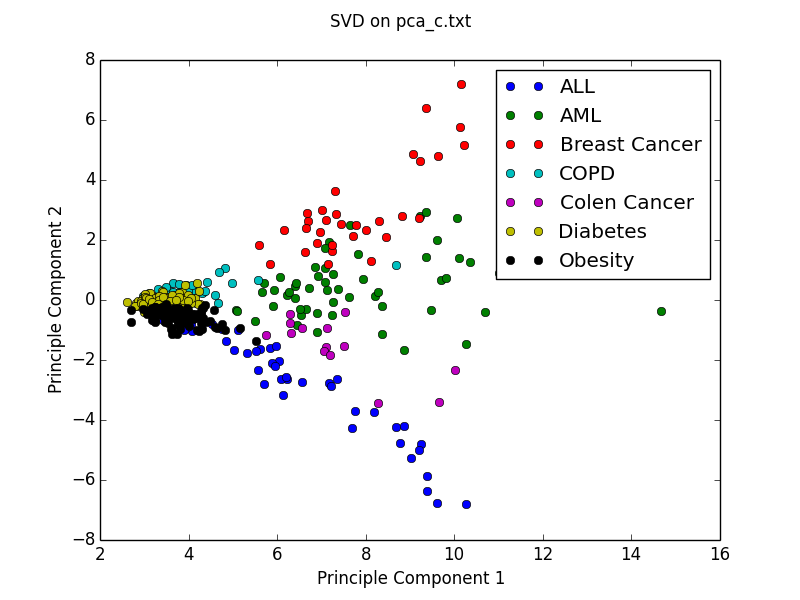 SVD on pca_c.txt
8
6
4
2
0
−2
−4
−6
−8
Principle Component 2
ALL
AML
Breast Cancer
COPD
Colen Cancer
Diabetes
Obesity
2 4 6 8 10 12 14 16
Principle Component 1